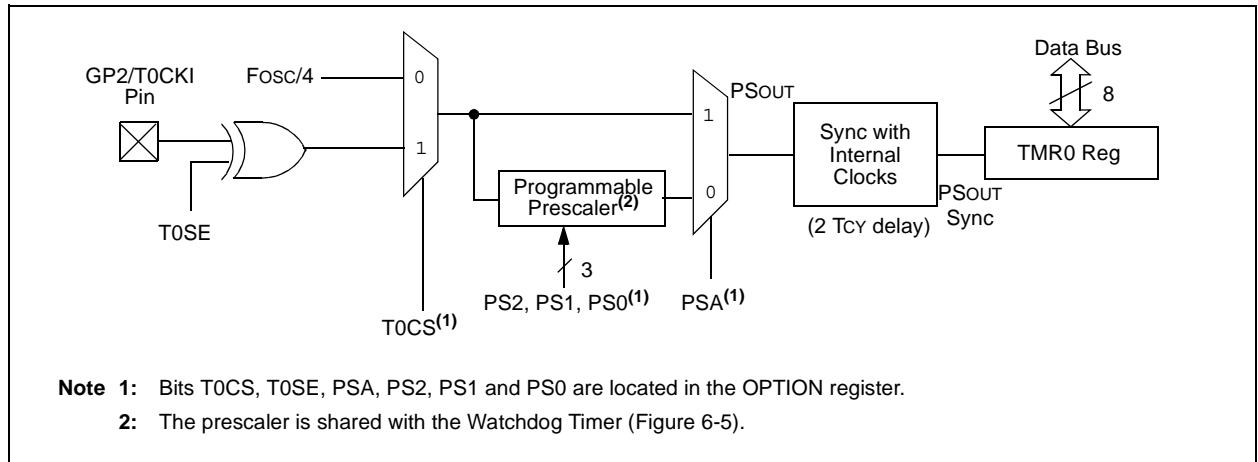 Data Bus
8
GP2/T0CKI
Pin
FOSC/4
0
1
T0SE
T0CS(1)
Programmable
Prescaler(2)
3
PS2, PS1, PS0(1)
1
0
PSA(1)
PSOUT
Sync with
Internal
Clocks
(2 TCY delay)
PSOUT
Sync
TMR0 Reg
Note 1: Bits T0CS, T0SE, PSA, PS2, PS1 and PS0 are located in the OPTION register.
2: The prescaler is shared with the Watchdog Timer (Figure 6-5).